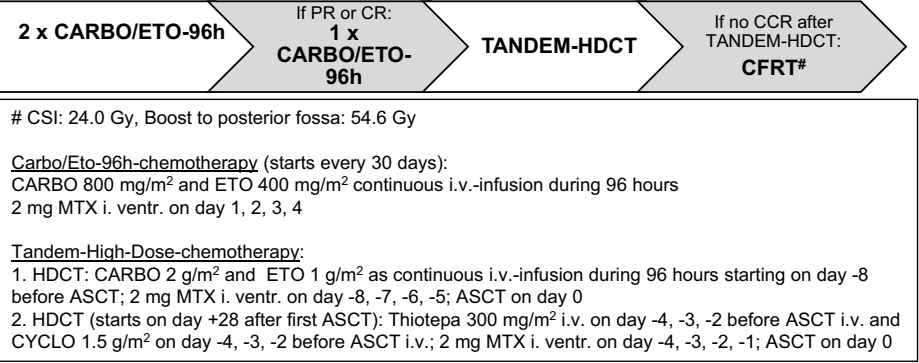 2 x CARBO/ETO-96h
If PR or CR:
1 x
CARBO/ETO-
96h
TANDEM-HDCT
If no CCR after
TANDEM-HDCT:
CFRT#
# CSI: 24.0 Gy, Boost to posterior fossa: 54.6 Gy
Carbo/Eto-96h-chemotherapy (starts every 30 days):
CARBO 800 mg/m² and ETO 400 mg/m² continuous i.v.-infusion during 96 hours
2 mg MTX i. ventr. on day 1, 2, 3, 4
Tandem-High-Dose-chemotherapy:
1. HDCT: CARBO 2 g/m² and ETO 1 g/m² as continuous i.v.-infusion during 96 hours starting on day -8
before ASCT; 2 mg MTX i. ventr. on day -8, -7, -6, -5; ASCT on day 0
2. HDCT (starts on day +28 after first ASCT): Thiotepa 300 mg/m² i.v. on day -4, -3, -2 before ASCT i.v. and
CYCLO 1.5 g/m² on day -4, -3, -2 before ASCT i.v.; 2 mg MTX i. ventr. on day -4, -3, -2, -1; ASCT on day 0